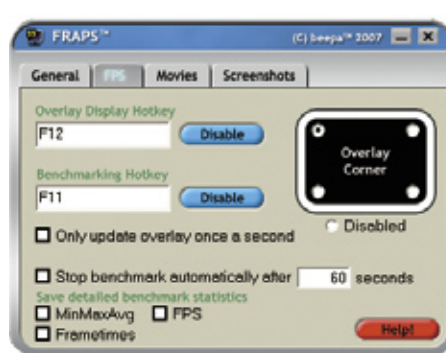 FRAPS™ (C) beepa™ 2007
General FPS Movies Screenshots
Overlay Display Hotkey
F12 Disable
Overlay
Corner
Benchmarking Hotkey
F11 Disable
Disabled
Only update overlay once a second
Stop benchmark automatically after 60 seconds
Save detailed benchmark statistics
MinMaxAvg FPS
Frametimes
Help!